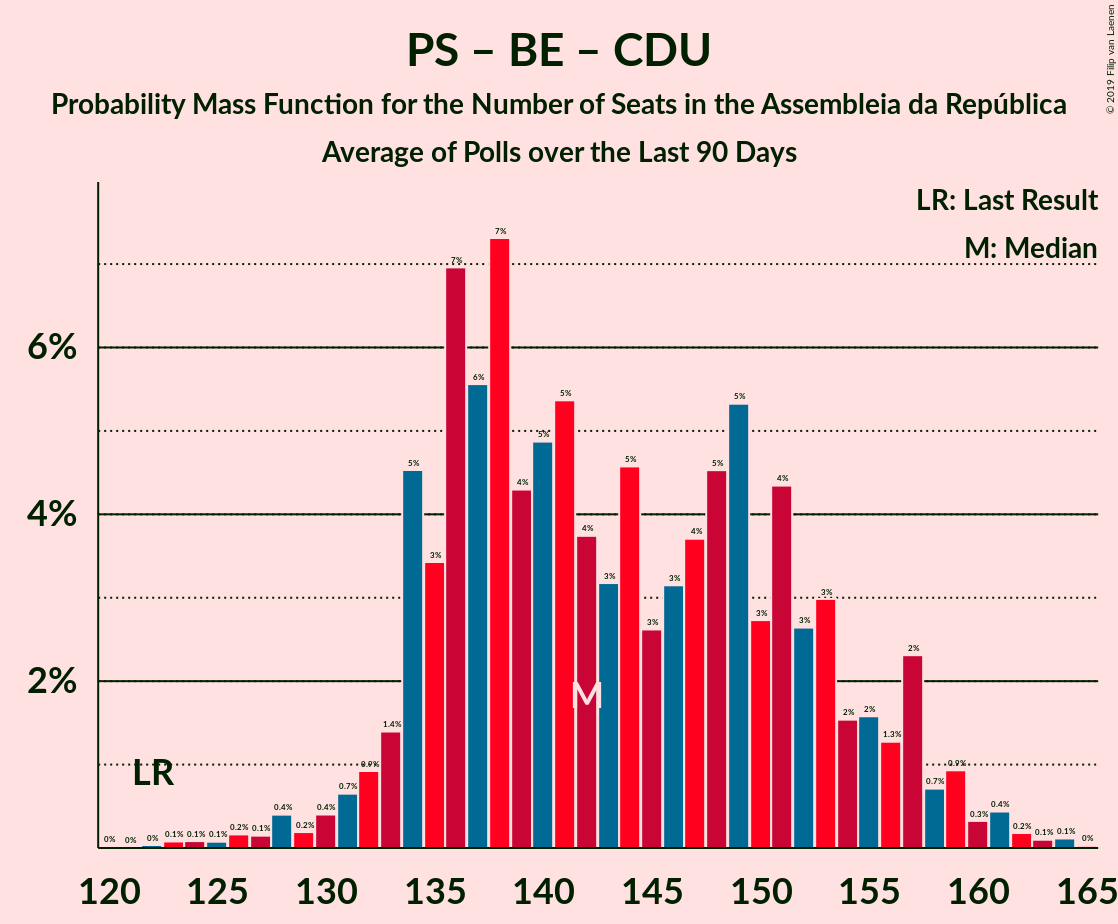 PS – BE – CDU
Probability Mass Function for the Number of Seats in the Assembleia da República
Average of Polls over the Last 90 Days
© 2019 Filip van Laenen
LR: Last Result
M: Median
6%
4%
2%
LR
M
0% 0% 0% 0.1% 0.1% 0.1% 0.2% 0.1% 0.4% 0.2% 0.4% 0.7% 0.9% 1.4% 5% 3% 7% 6% 7% 4% 5% 5% 4% 3% 5% 3% 3% 4% 5% 5% 3% 4% 3% 3% 2% 2% 1.3% 2% 0.7% 0.9% 0.3% 0.4% 0.2% 0.1% 0.1% 0%
120 125 130 135 140 145 150 155 160 165